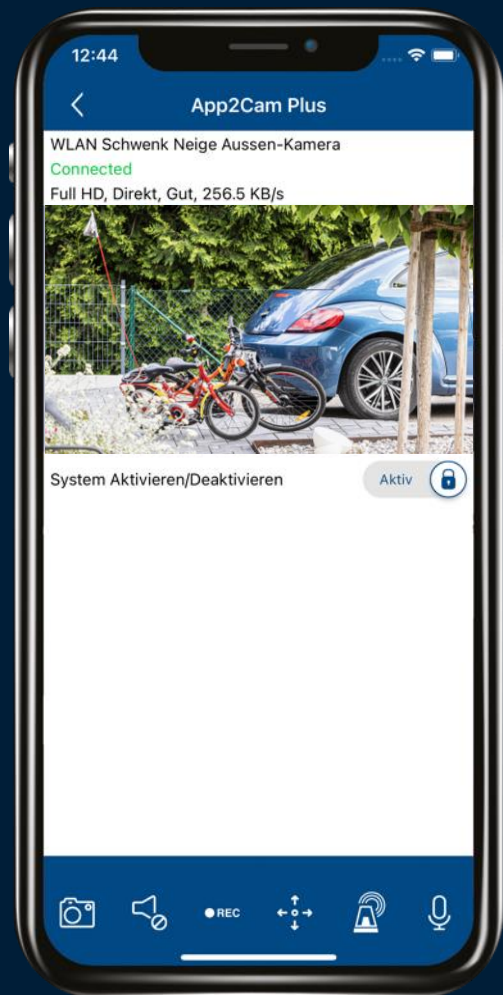 12:44
App2Cam Plus
WLAN Schwenk Neige Aussen-Kamera
Connected
Full HD, Direkt, Gut, 256.5 KB/s
System Aktivieren/Deaktivieren
Aktiv
REC